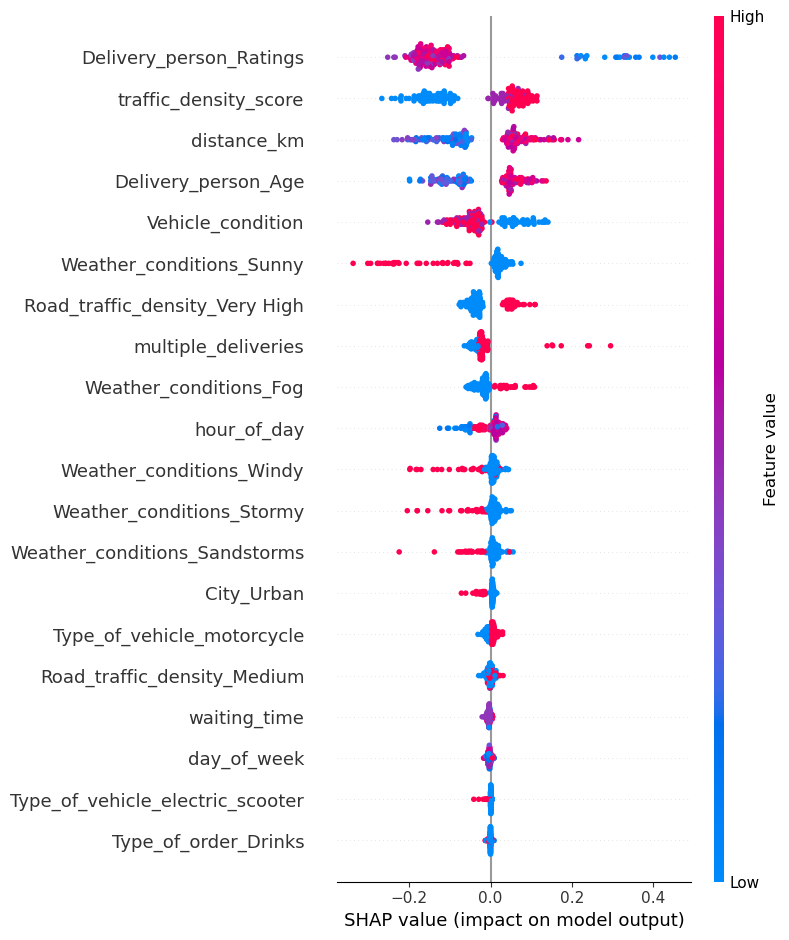 High
Delivery_person_Ratings
traffic_density_score
distance_km
Delivery_person_Age
Vehicle_condition
Weather_conditions_Sunny
Road_traffic_density_Very High
multiple_deliveries
Weather_conditions_Fog
hour_of_day
Weather_conditions_Windy
Weather_conditions_Stormy
Weather_conditions_Sandstorms
City_Urban
Type_of_vehicle_motorcycle
Road_traffic_density_Medium
waiting_time
day_of_week
Type_of_vehicle_electric_scooter
Type_of_order_Drinks
Feature value
Low
−0.2 0.0 0.2 0.4
SHAP value (impact on model output)